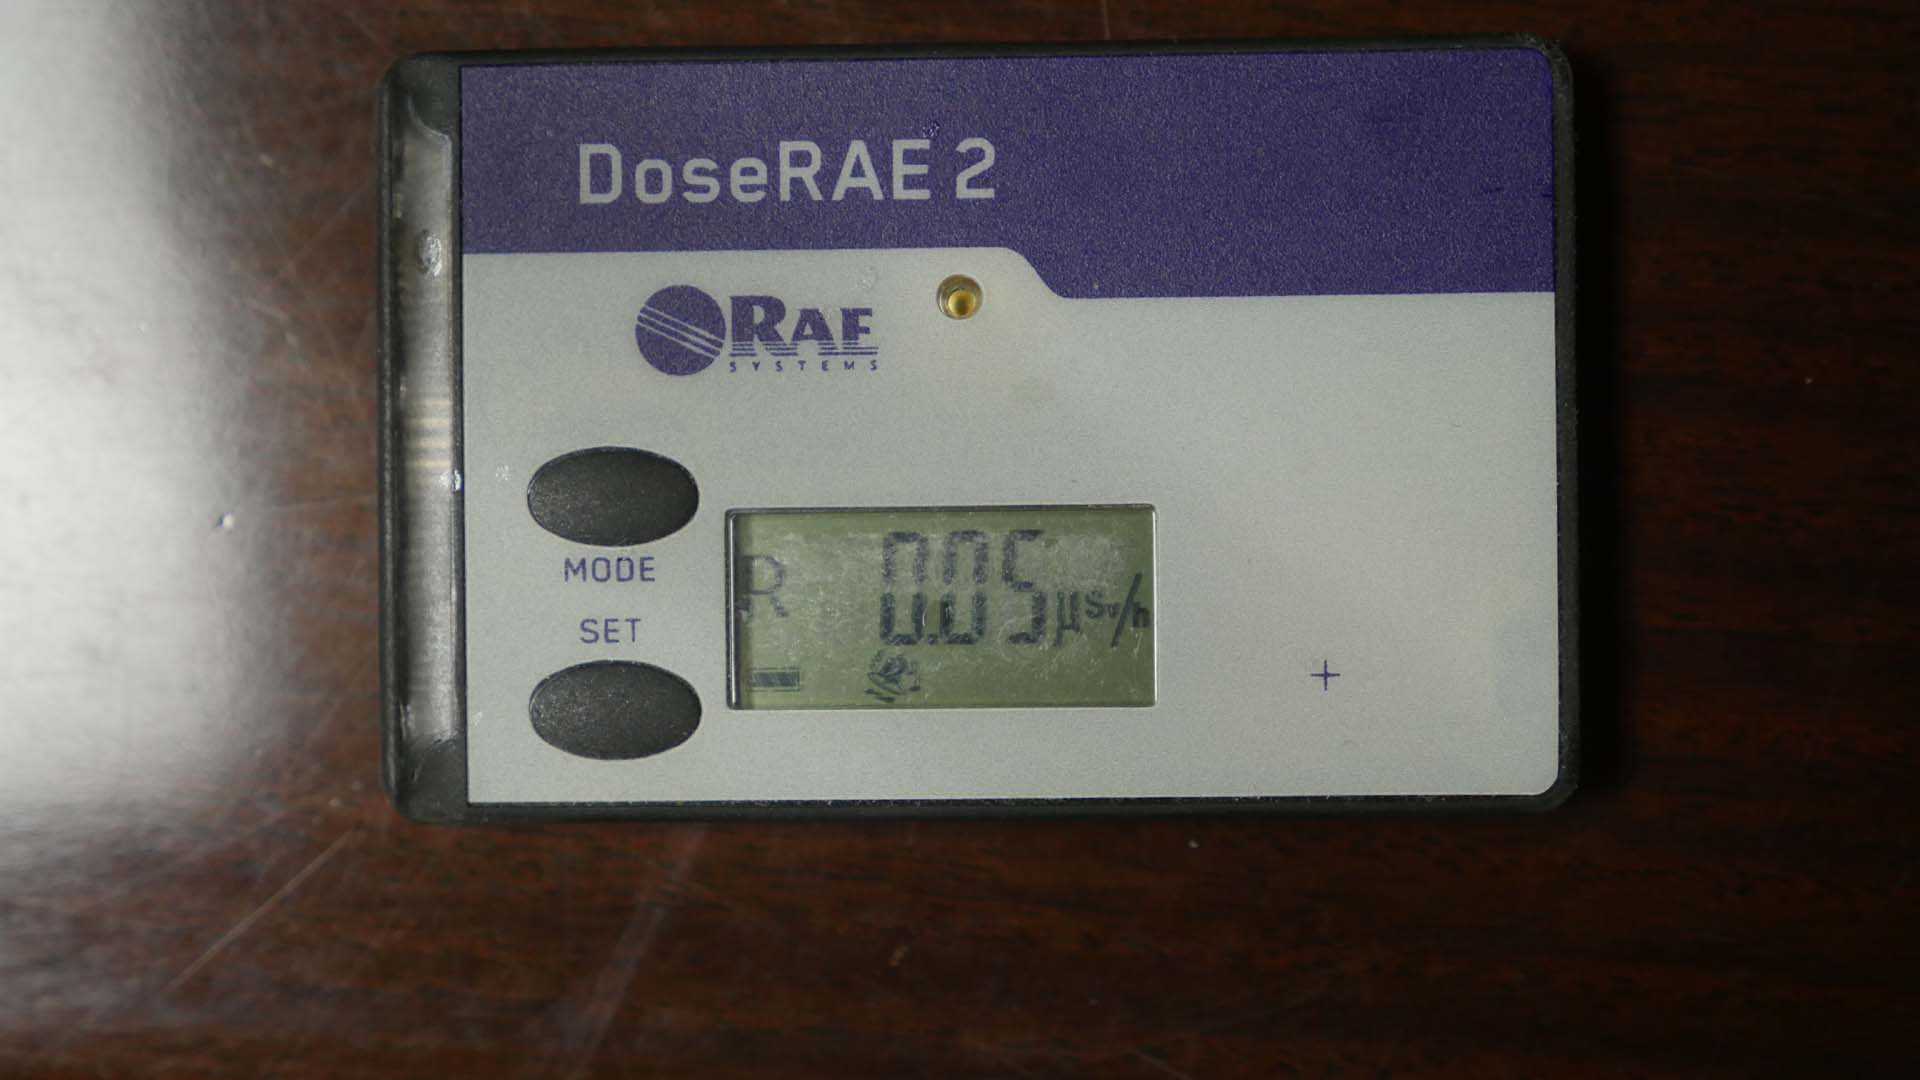 DoseRAE 2
RAE
SYSTEMS
MODE
SET
R 0.05 µSv/h
+